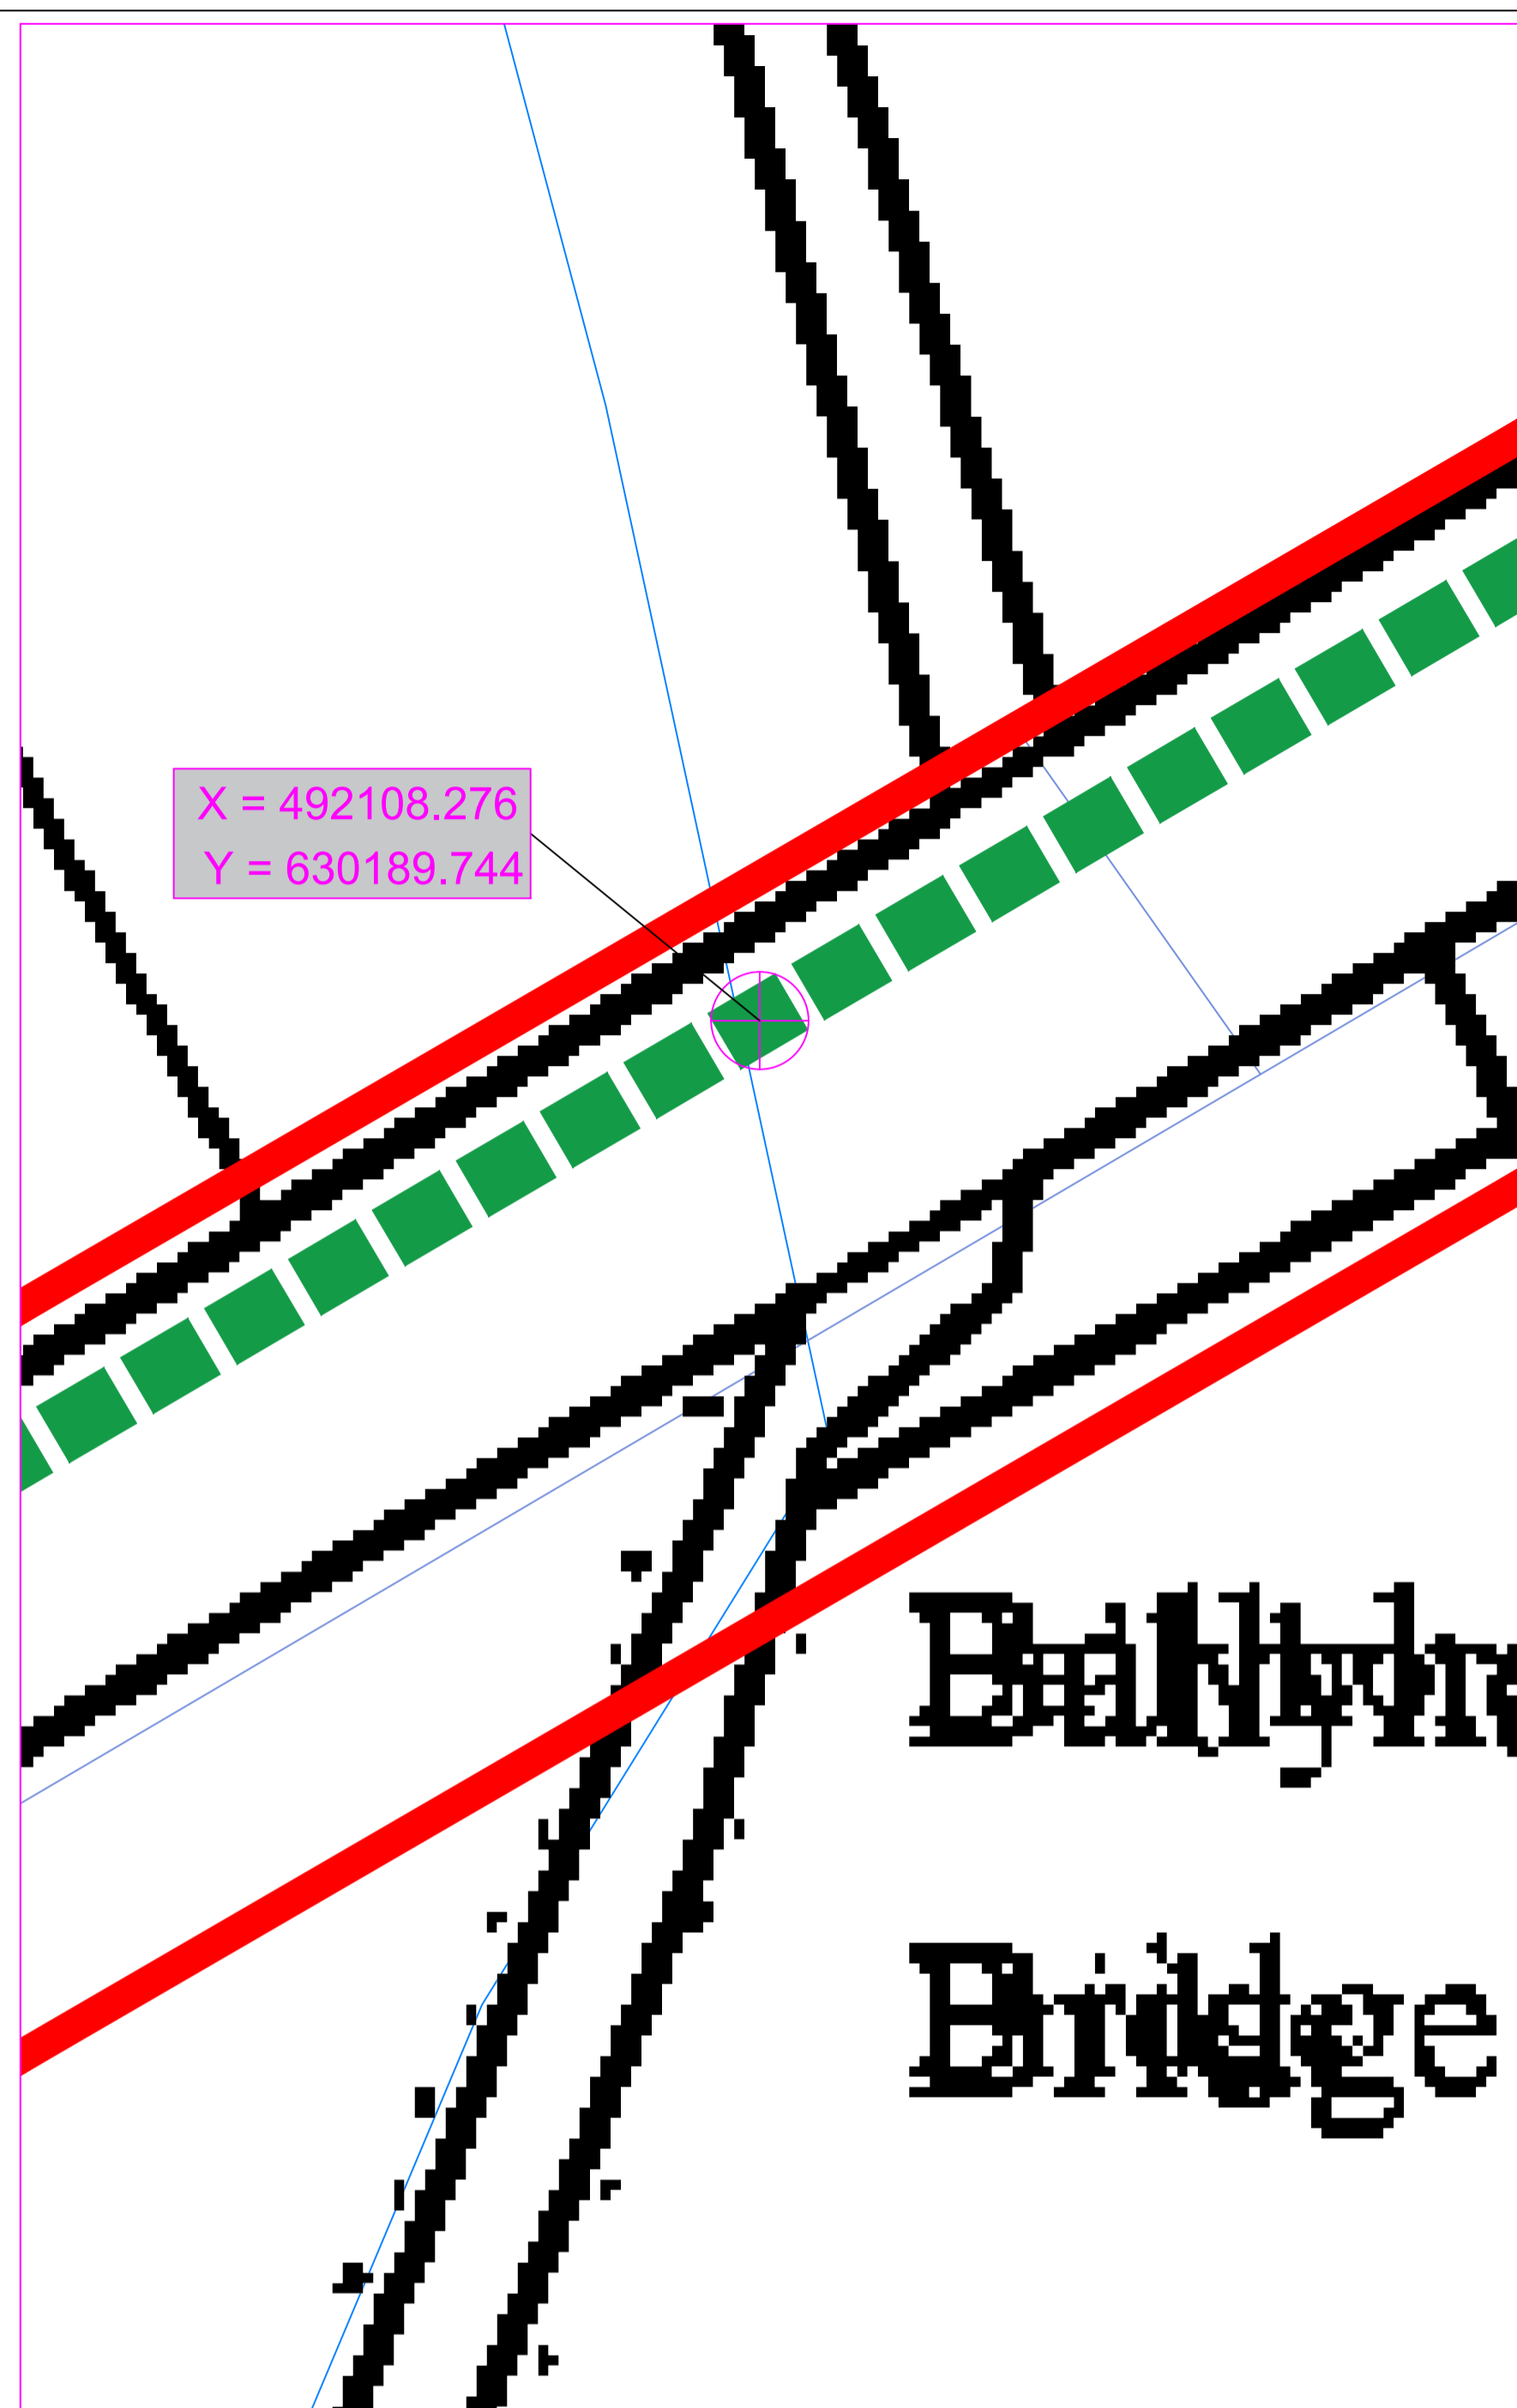 X = 492108.276
Y = 630189.744
Bridge